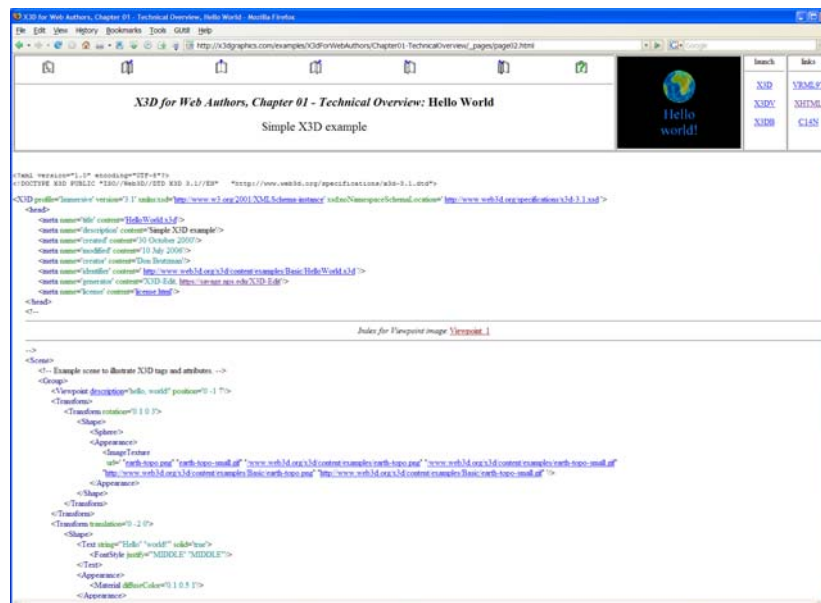 X3D for Web Authors, Chapter 01 - Technical Overview, Hello World - Mozilla Firefox
File Edit View History Bookmarks Tools GUtil Help
http://x3dgraphics.com/examples/X3dForWebAuthors/Chapter01-TechnicalOverview/_pages/page02.html
Google
X3D for Web Authors, Chapter 01 - Technical Overview: Hello World
Simple X3D example
Hello
world!
launch
links
X3D
VRML97
X3DV
XHTML
X3DB
C14N
<?xml version="1.0" encoding="UTF-8"?>
<!DOCTYPE X3D PUBLIC "ISO//Web3D//DTD X3D 3.1//EN" "http://www.web3d.org/specifications/x3d-3.1.dtd">
<X3D profile='Immersive' version='3.1' xmlns:xsd='http://www.w3.org/2001/XMLSchema-instance' xsd:noNamespaceSchemaLocation=' http://www.web3d.org/specifications/x3d-3.1.xsd '>
<head>
<meta name='title' content='HelloWorld.x3d'/>
<meta name='description' content='Simple X3D example'/>
<meta name='created' content='30 October 2000'/>
<meta name='modified' content='10 July 2006'/>
<meta name='creator' content='Don Brutzman'/>
<meta name='identifier' content=' http://www.web3d.org/x3d/content/examples/Basic/HelloWorld.x3d '/>
<meta name='generator' content='X3D-Edit, https://savage.nps.edu/X3D-Edit'/>
<meta name='license' content='license.html'/>
</head>
<!--
Index for Viewpoint image Viewpoint_1
-->
<Scene>
<!-- Example scene to illustrate X3D tags and attributes. -->
<Group>
<Viewpoint description='hello, world!' position='0 -1 7'/>
<Transform>
<Transform rotation='0 1 0 3'>
<Shape>
<Sphere/>
<Appearance>
<ImageTexture
url=' "earth-topo.png" "earth-topo-small.gif" "/www.web3d.org/x3d/content/examples/earth-topo.png" "/www.web3d.org/x3d/content/examples/earth-topo-small.gif"
"http://www.web3d.org/x3d/content/examples/Basic/earth-topo.png" "http://www.web3d.org/x3d/content/examples/Basic/earth-topo-small.gif" '/>
</Appearance>
</Shape>
</Transform>
</Transform>
<Transform translation='0 -2 0'>
<Shape>
<Text string='"Hello" "world!"' solid='true'>
<FontStyle justify='"MIDDLE" "MIDDLE"'/>
</Text>
<Appearance>
<Material diffuseColor='0.1 0.5 1'/>
</Appearance>